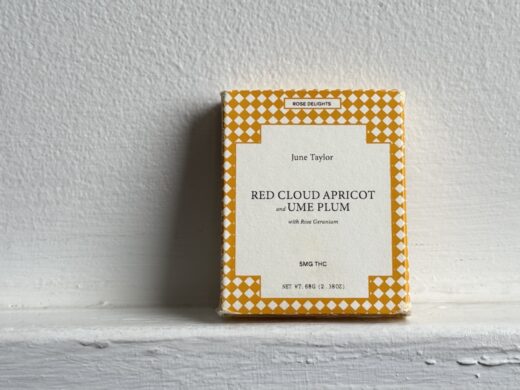 ROSE DELIGHTS
June Taylor
RED CLOUD APRICOT
and UME PLUM
with Rose Geranium
5MG THC
NET WT. 68G (2.38OZ)